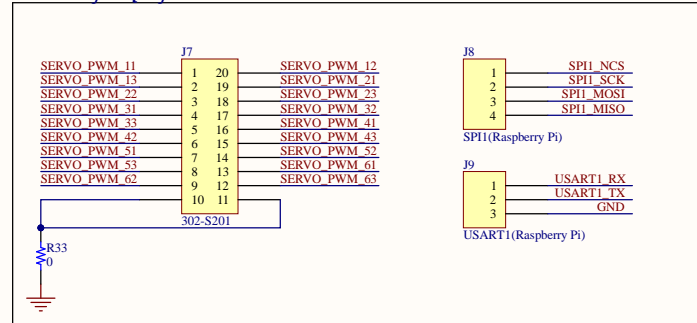 J7
SERVO_PWM_11 1 20 SERVO_PWM_12
SERVO_PWM_13 2 19 SERVO_PWM_21
SERVO_PWM_22 3 18 SERVO_PWM_23
SERVO_PWM_31 4 17 SERVO_PWM_32
SERVO_PWM_33 5 16 SERVO_PWM_41
SERVO_PWM_42 6 15 SERVO_PWM_43
SERVO_PWM_51 7 14 SERVO_PWM_52
SERVO_PWM_53 8 13 SERVO_PWM_61
SERVO_PWM_62 9 12 SERVO_PWM_63
10 11
302-S201
R33
0
J8
1 SPI1_NCS
2 SPI1_SCK
3 SPI1_MOSI
4 SPI1_MISO
SPI1(Raspberry Pi)
J9
1 USART1_RX
2 USART1_TX
3 GND
USART1(Raspberry Pi)